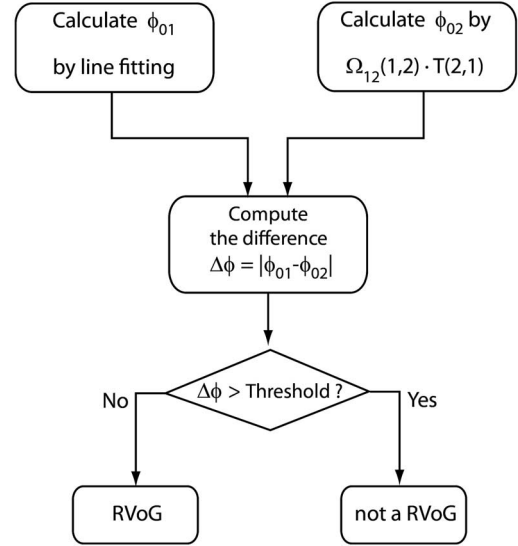 Calculate ϕ₀₁
by line fitting
Calculate ϕ₀₂ by
Ω₁₂(1,2) · T(2,1)
Compute
the difference
Δϕ = |ϕ₀₁-ϕ₀₂|
Δϕ > Threshold ?
No
Yes
RVoG
not a RVoG